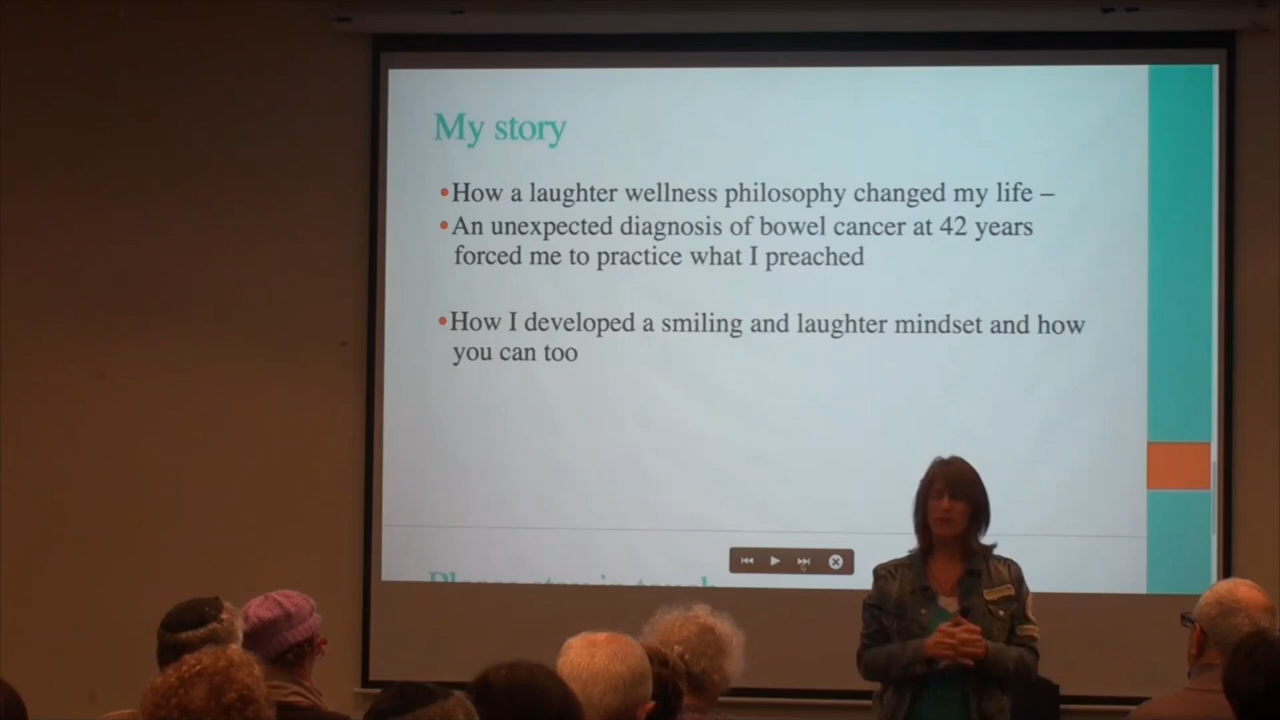 My story
•How a laughter wellness philosophy changed my life –
•An unexpected diagnosis of bowel cancer at 42 years
forced me to practice what I preached
•How I developed a smiling and laughter mindset and how
you can too